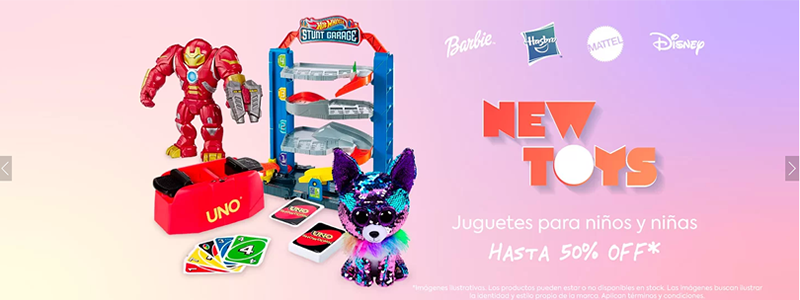 Hot Wheels
STUNT GARAGE
Barbie
Hasbro
MATTEL
Disney
NEW
TOYS
UNO
UNO
UNO
4
Juguetes para niños y niñas
HASTA 50% OFF*
*Imágenes ilustrativas. Los productos pueden estar o no disponibles en stock. Las imágenes buscan ilustrar
la identidad y estilo propio de la marca. Aplican términos y condiciones.